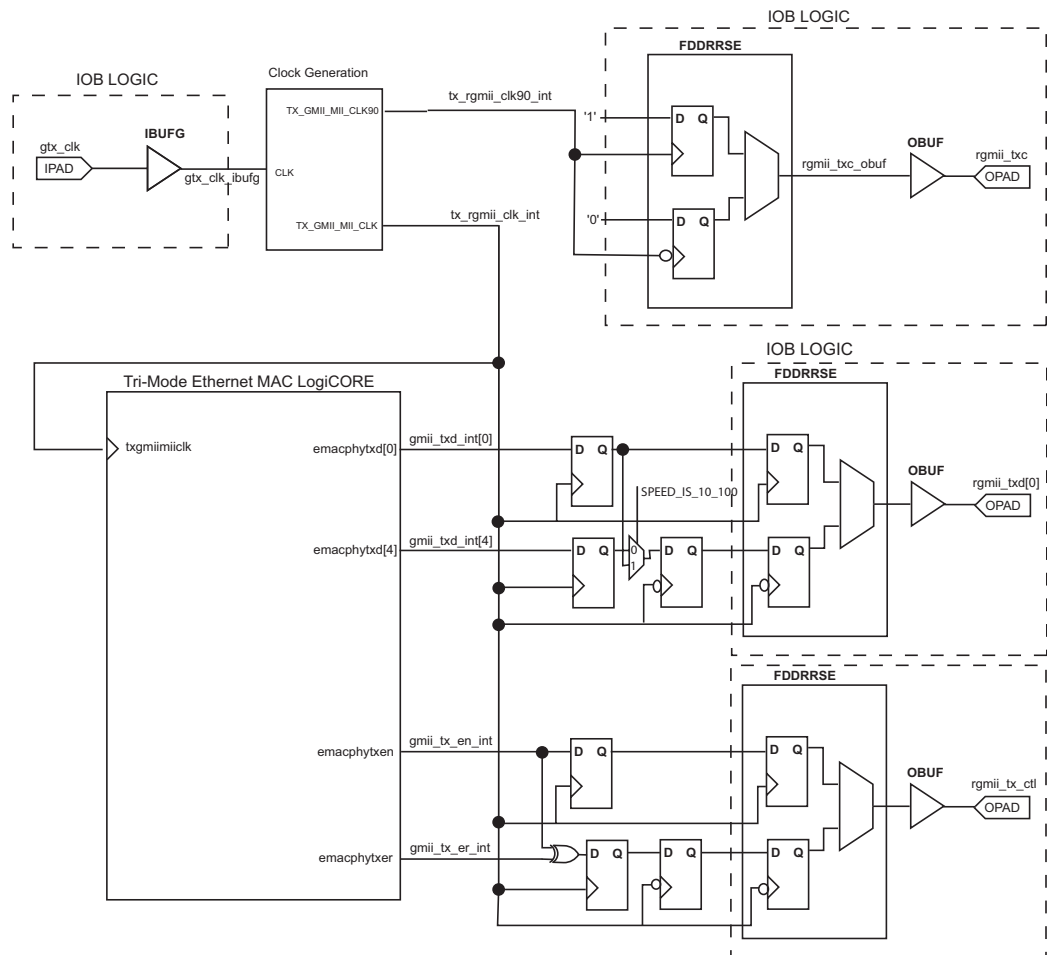 IOB LOGIC
FDDRRSE
IOB LOGIC
Clock Generation
tx_rgmii_clk90_int
TX_GMII_MII_CLK90
'1'
D Q
IBUFG
OBUF
gtx_clk
IPAD
gtx_clk_ibufg
CLK
rgmii_txc_obuf
rgmii_txc
OPAD
tx_rgmii_clk_int
TX_GMII_MII_CLK
'0'
D Q
IOB LOGIC
FDDRRSE
Tri-Mode Ethernet MAC LogiCORE
txgmiimiiclk
emacphytxd[0]
gmii_txd_int[0]
D Q
D Q
OBUF
rgmii_txd[0]
OPAD
SPEED_IS_10_100
emacphytxd[4]
gmii_txd_int[4]
D Q
0
1
D Q
D Q
FDDRRSE
emacphytxen
gmii_tx_en_int
D Q
D Q
OBUF
rgmii_tx_ctl
OPAD
emacphytxer
gmii_tx_er_int
D Q
D Q
D Q